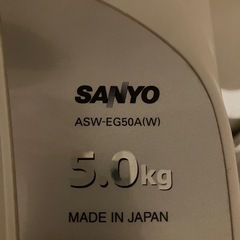 SANYO
ASW-EG50A(W)
5.0kg
MADE IN JAPAN